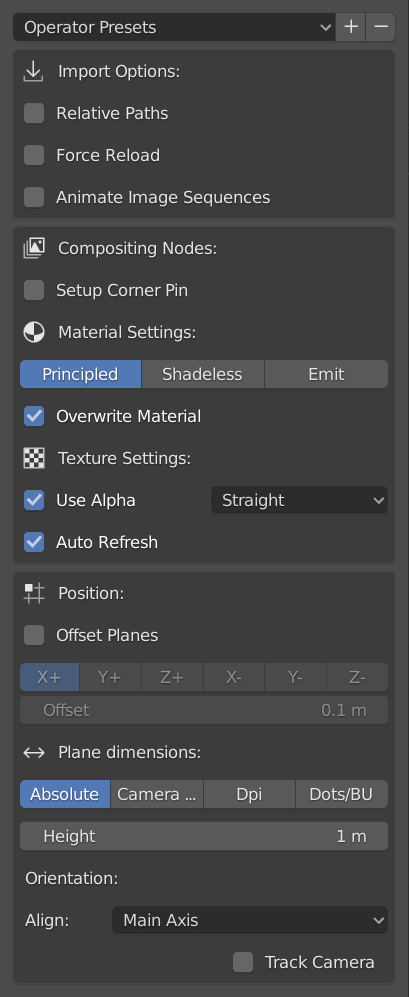 Operator Presets
Import Options:
Relative Paths
Force Reload
Animate Image Sequences
Compositing Nodes:
Setup Corner Pin
Material Settings:
Principled Shadeless Emit
Overwrite Material
Texture Settings:
Use Alpha Straight
Auto Refresh
Position:
Offset Planes
X+ Y+ Z+ X- Y- Z-
Offset 0.1 m
Plane dimensions:
Absolute Camera ... Dpi Dots/BU
Height 1 m
Orientation:
Align: Main Axis
Track Camera